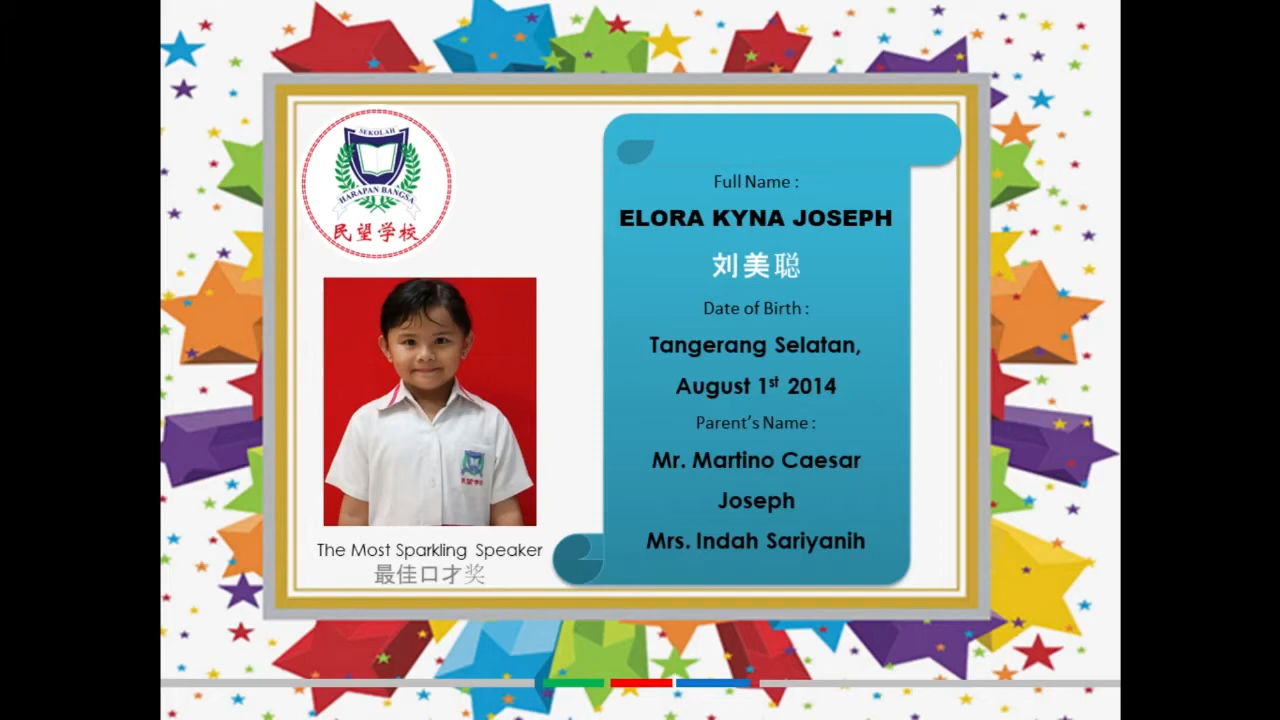 SEKOLAH
HARAPAN BANGSA
民望学校
The Most Sparkling Speaker
最佳口才奖
Full Name :
ELORA KYNA JOSEPH
刘美聪
Date of Birth :
Tangerang Selatan,
August 1st 2014
Parent's Name :
Mr. Martino Caesar
Joseph
Mrs. Indah Sariyanih